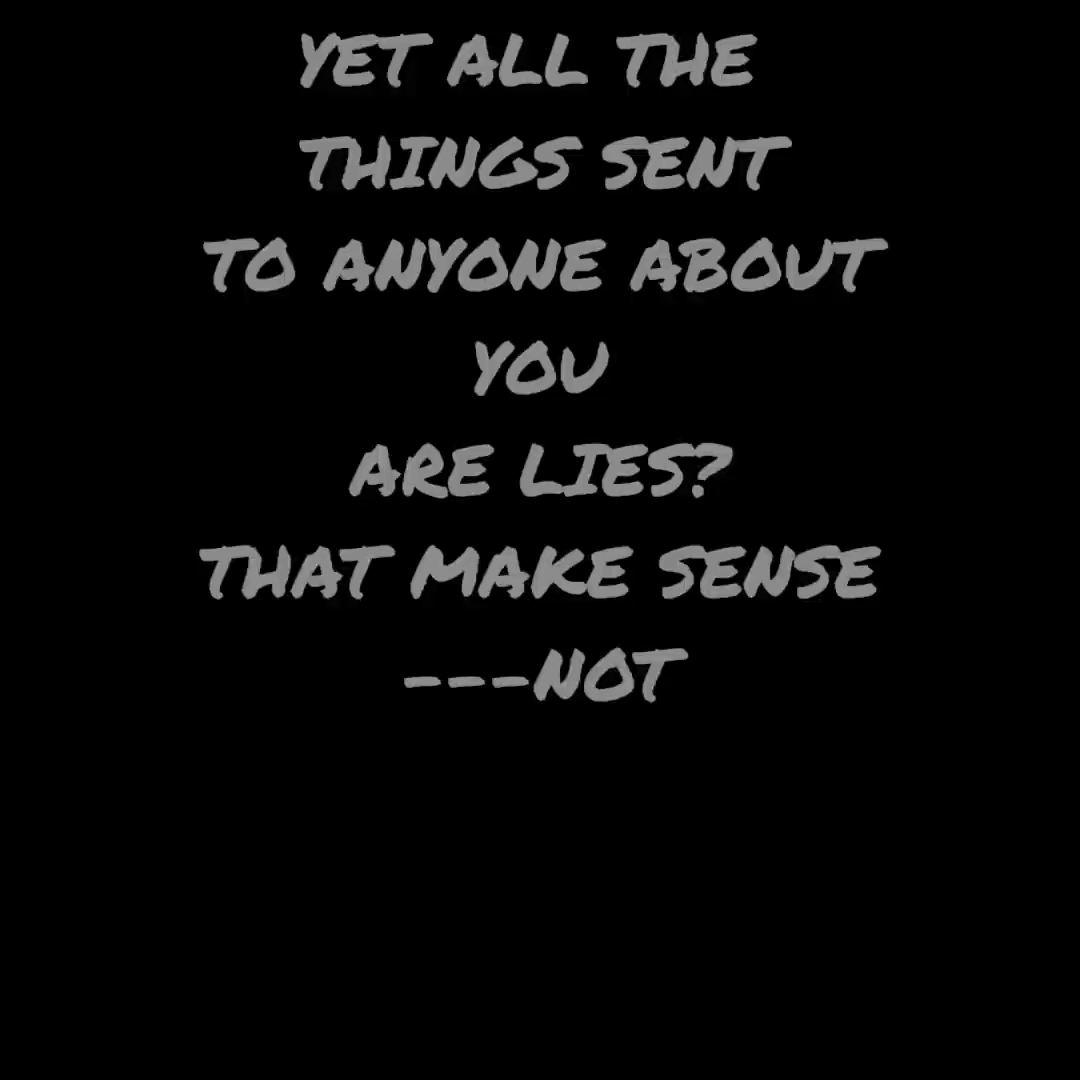 YET ALL THE
THINGS SENT
TO ANYONE ABOUT
YOU
ARE LIES?
THAT MAKE SENSE
---NOT